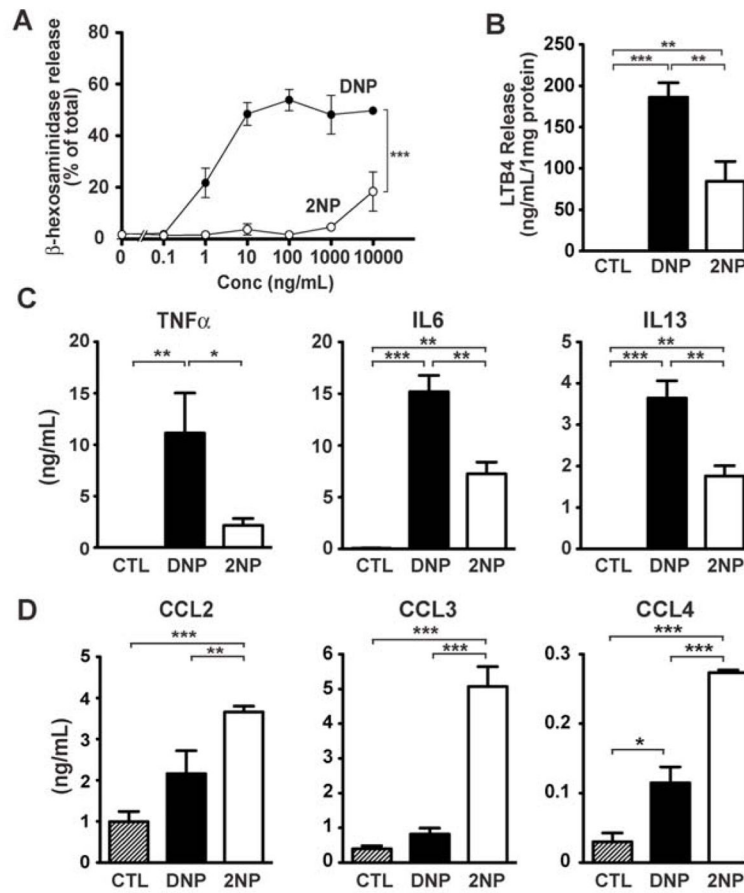 A
β-hexosaminidase release
(% of total)
80
60
40
20
0
DNP
2NP
***
0
0.1
1
10
100
1000
10000
Conc (ng/mL)
B
LTB4 Release
(ng/mL/1mg protein)
250
200
150
100
50
0
**
*** **
CTL DNP 2NP
C
TNFα
(ng/mL)
20
15
10
5
0
** *
CTL DNP 2NP
IL6
20
15
10
5
0
**
*** **
CTL DNP 2NP
IL13
5
4
3
2
1
0
**
*** **
CTL DNP 2NP
D
CCL2
(ng/mL)
5
4
3
2
1
0
***
**
CTL DNP 2NP
CCL3
6
5
4
3
2
1
0
***
***
CTL DNP 2NP
CCL4
0.3
0.2
0.1
0
***
***
*
CTL DNP 2NP